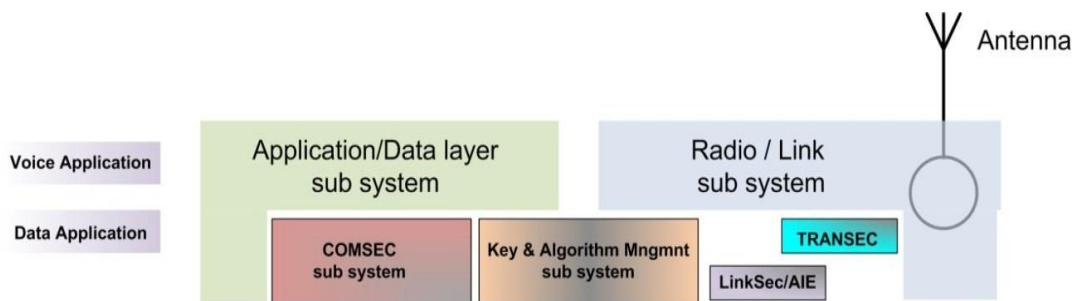 Antenna
Voice Application
Application/Data layer
sub system
Radio / Link
sub system
Data Application
COMSEC
sub system
Key & Algorithm Mngmnt
sub system
TRANSEC
LinkSec/AIE